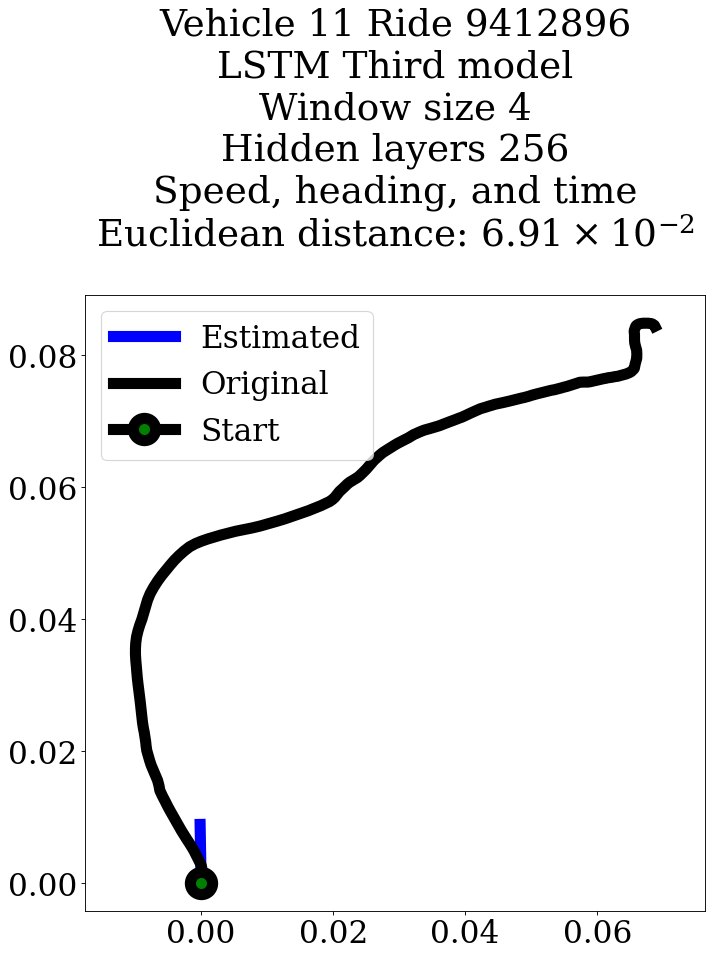 Vehicle 11 Ride 9412896
LSTM Third model
Window size 4
Hidden layers 256
Speed, heading, and time
Euclidean distance: 6.91 × 10⁻²
Estimated
Original
Start
0.08
0.06
0.04
0.02
0.00
0.00 0.02 0.04 0.06